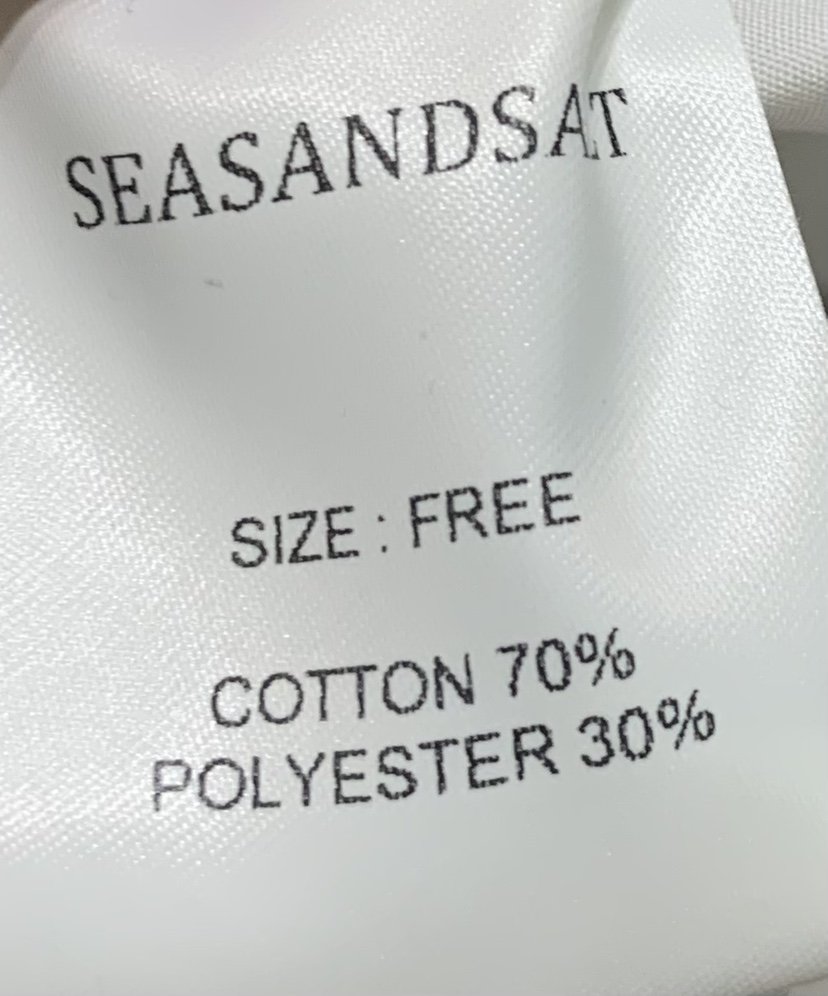 SEASANDSAT
SIZE : FREE
COTTON 70%
POLYESTER 30%